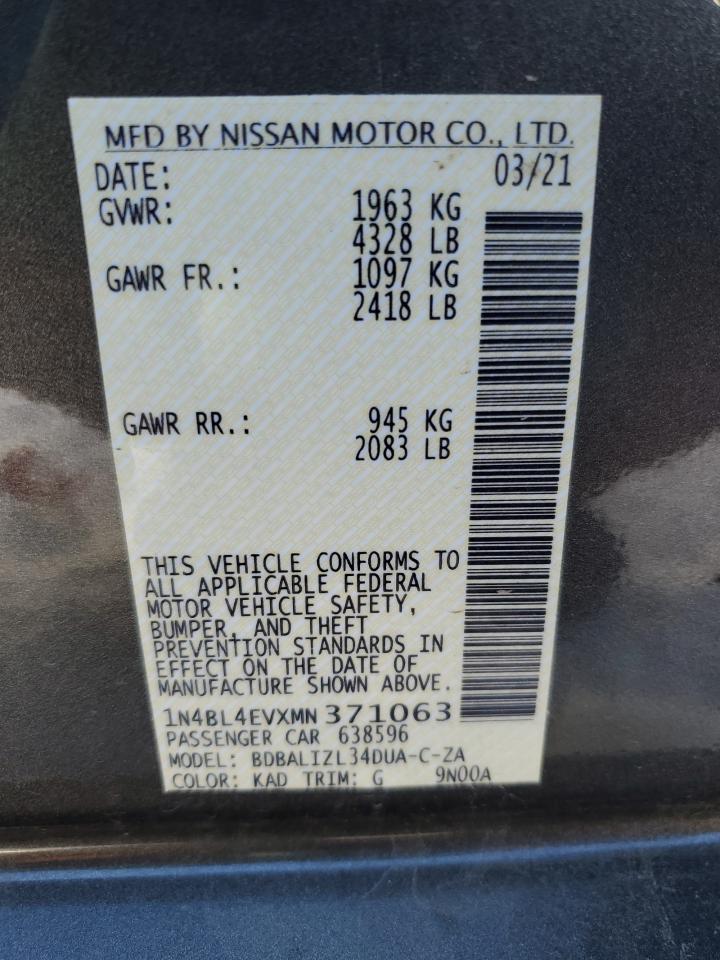 MFD BY NISSAN MOTOR CO., LTD.
DATE: 03/21
GVWR: 1963 KG
4328 LB
GAWR FR.: 1097 KG
2418 LB
GAWR RR.: 945 KG
2083 LB
THIS VEHICLE CONFORMS TO
ALL APPLICABLE FEDERAL
MOTOR VEHICLE SAFETY,
BUMPER, AND THEFT
PREVENTION STANDARDS IN
EFFECT ON THE DATE OF
MANUFACTURE SHOWN ABOVE.
1N4BL4EVXMN371063
PASSENGER CAR 638596
MODEL: BDBALIZL34DUA-C-ZA
COLOR: KAD TRIM: G 9N00A